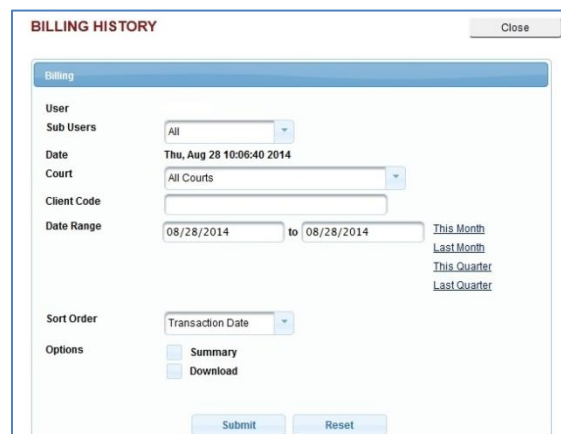 BILLING HISTORY Close
Billing
User
Sub Users All
Date Thu, Aug 28 10:06:40 2014
Court All Courts
Client Code
Date Range 08/28/2014 to 08/28/2014 This Month
Last Month
This Quarter
Last Quarter
Sort Order Transaction Date
Options Summary
Download
Submit Reset